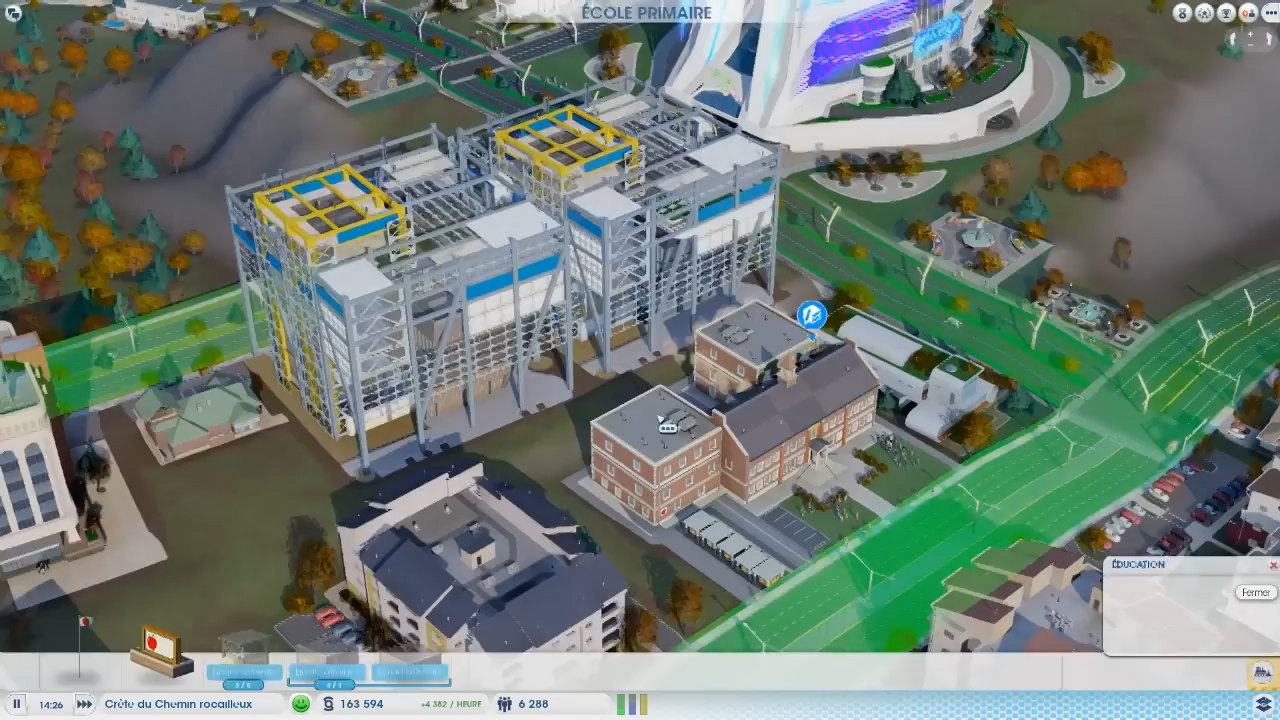 ÉCOLE PRIMAIRE
ÉDUCATION
Fermer
14:26
Crête du Chemin rocailleux
163 594
+4 382 / HEURE
6 288